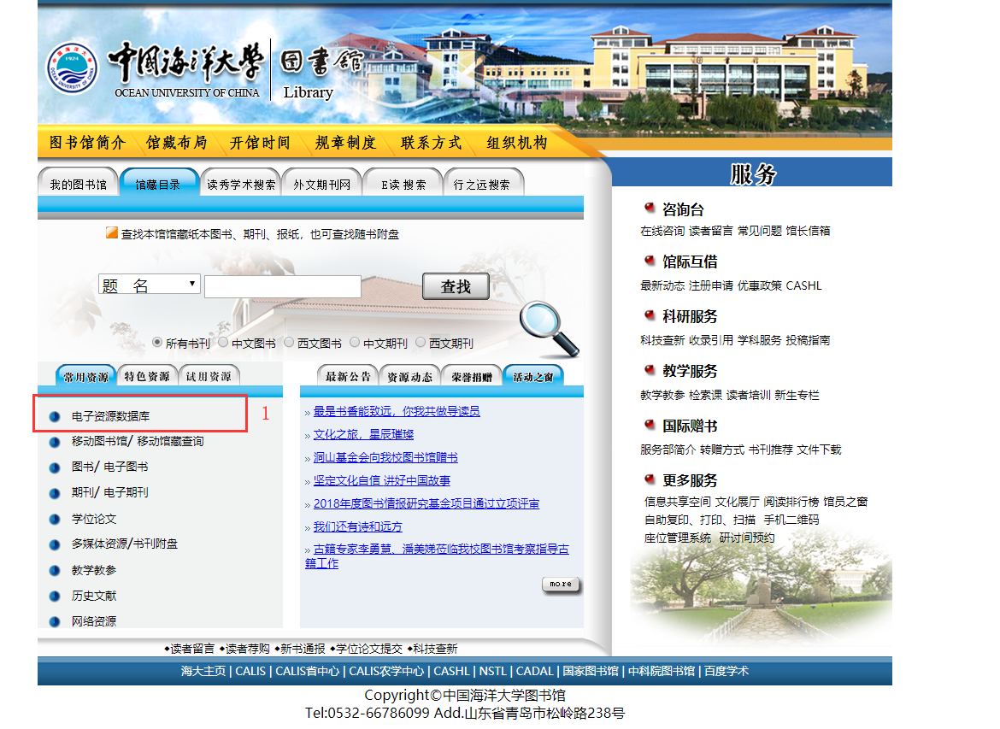 1924
OCEAN UNIVERSITY OF CHINA
中国海洋大学 图书馆
OCEAN UNIVERSITY OF CHINA Library
图书馆简介 馆藏布局 开馆时间 规章制度 联系方式 组织机构
我的图书馆 馆藏目录 读秀学术搜索 外文期刊网 E读 搜索 行之远搜索
查找本馆馆藏纸本图书、期刊、报纸，也可查找随书附盘
题 名 查找
所有书刊 中文图书 西文图书 中文期刊 西文期刊
常用资源 特色资源 试用资源
电子资源数据库 1
移动图书馆/ 移动馆藏查询
图书/ 电子图书
期刊/ 电子期刊
学位论文
多媒体资源/书刊附盘
教学教参
历史文献
网络资源
最新公告 资源动态 荣誉捐赠 活动之窗
» 最是书香能致远，你我共做导读员
» 文化之旅，星辰璀璨
» 洞山基金会向我校图书馆赠书
» 坚定文化自信 讲好中国故事
» 2018年度图书情报研究基金项目通过立项评审
» 我们还有诗和远方
» 古籍专家李勇慧、潘美娣莅临我校图书馆考察指导古
籍工作
more
服务
咨询台
在线咨询 读者留言 常见问题 馆长信箱
馆际互借
最新动态 注册申请 优惠政策 CASHL
科研服务
科技查新 收录引用 学科服务 投稿指南
教学服务
教学教参 检索课 读者培训 新生专栏
国际赠书
服务部简介 转赠方式 书刊推荐 文件下载
更多服务
信息共享空间 文化展厅 阅读排行榜 馆员之窗
自助复印、打印、扫描 手机二维码
座位管理系统 研讨间预约
◆读者留言 ◆读者荐购 ◆新书通报 ◆学位论文提交 ◆科技查新
海大主页 | CALIS | CALIS省中心 | CALIS农学中心 | CASHL | NSTL | CADAL | 国家图书馆 | 中科院图书馆 | 百度学术
Copyright©中国海洋大学图书馆
Tel:0532-66786099 Add.山东省青岛市松岭路238号